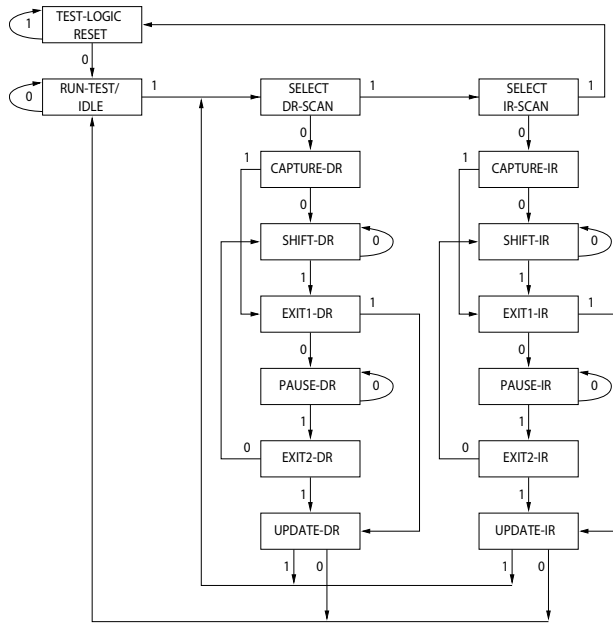 TEST-LOGIC
RESET
1
0
RUN-TEST/
IDLE
0
1
SELECT
DR-SCAN
1
SELECT
IR-SCAN
1
0
0
1
CAPTURE-DR
1
CAPTURE-IR
0
0
SHIFT-DR
0
SHIFT-IR
0
1
1
EXIT1-DR
1
EXIT1-IR
1
0
0
PAUSE-DR
0
PAUSE-IR
0
1
1
0
EXIT2-DR
0
EXIT2-IR
1
1
UPDATE-DR
UPDATE-IR
1
0
1
0